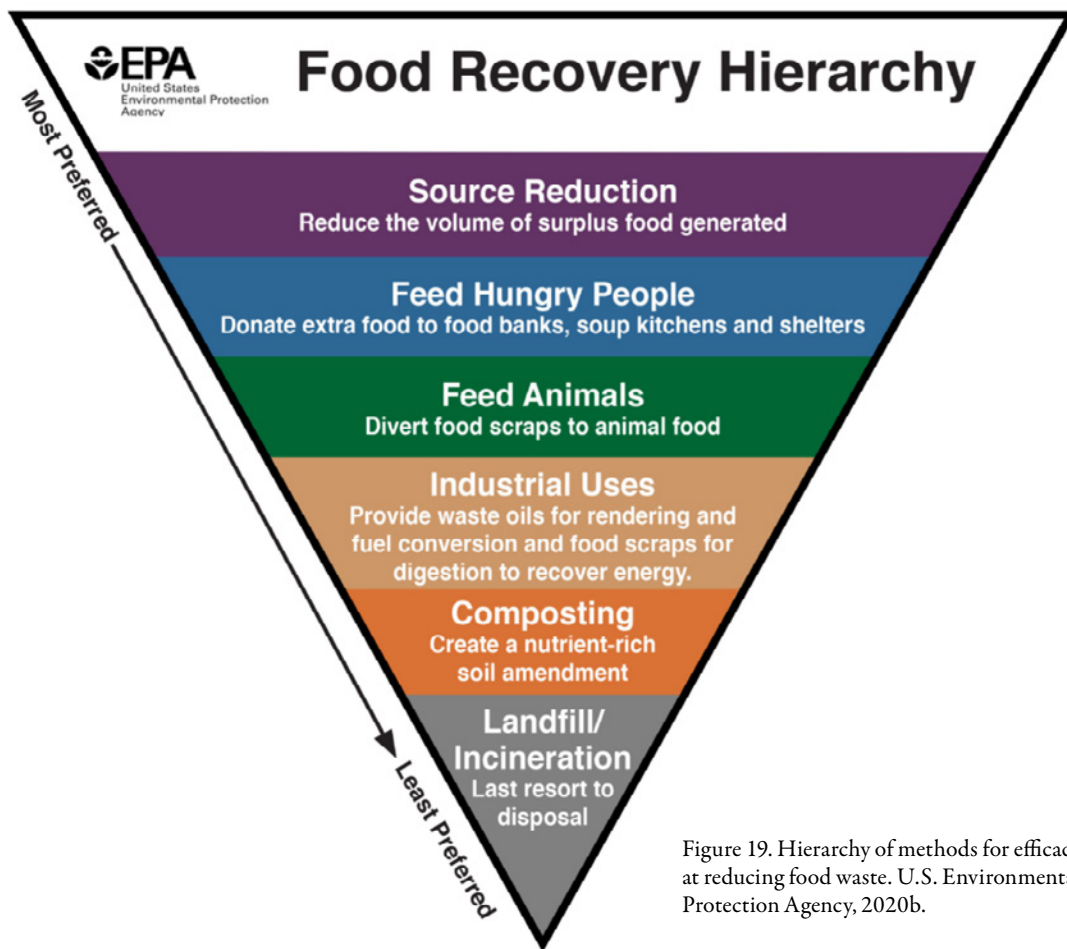 EPA
United States
Environmental Protection
Agency
Food Recovery Hierarchy
Most Preferred
Source Reduction
Reduce the volume of surplus food generated
Feed Hungry People
Donate extra food to food banks, soup kitchens and shelters
Feed Animals
Divert food scraps to animal food
Industrial Uses
Provide waste oils for rendering and
fuel conversion and food scraps for
digestion to recover energy.
Composting
Create a nutrient-rich
soil amendment
Landfill/
Incineration
Last resort to
disposal
Least Preferred
Figure 19. Hierarchy of methods for
at reducing food waste. U.S.
Protection Agency, 2020b.